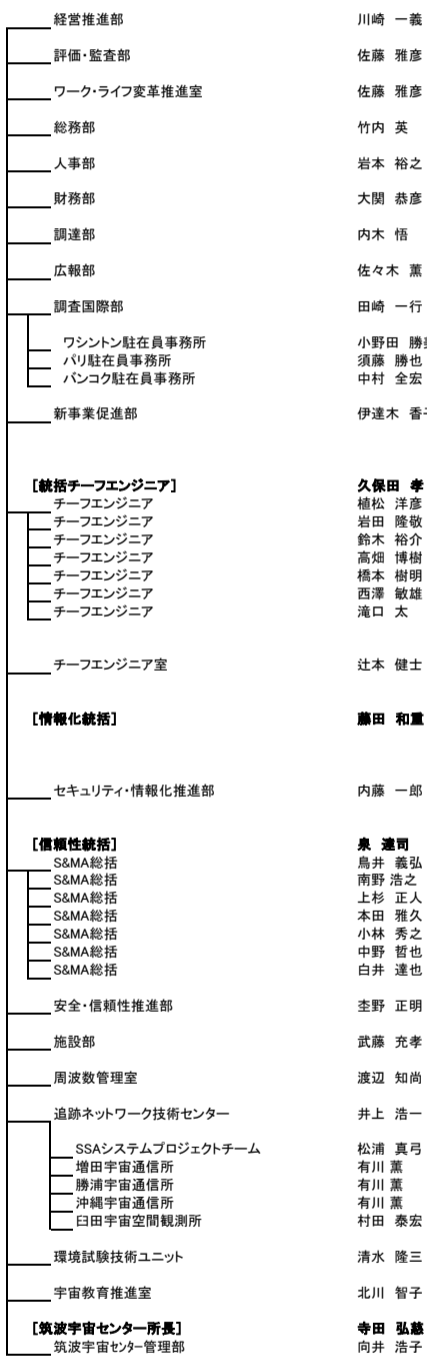 経営推進部 川崎 一義
評価・監査部 佐藤 雅彦
ワーク・ライフ変革推進室 佐藤 雅彦
総務部 竹内 英
人事部 岩本 裕之
財務部 大関 恭彦
調達部 内木 悟
広報部 佐々木 薫
調査国際部 田崎 一行
ワシントン駐在員事務所 小野田 勝
パリ駐在員事務所 須藤 勝也
バンコク駐在員事務所 中村 全宏
新事業促進部 伊達木 香
[統括チーフエンジニア] 久保田 孝
チーフエンジニア 植松 洋彦
チーフエンジニア 岩田 隆敬
チーフエンジニア 鈴木 裕介
チーフエンジニア 高畑 博樹
チーフエンジニア 橋本 樹明
チーフエンジニア 西澤 敏雄
チーフエンジニア 滝口 太
チーフエンジニア室 辻本 健士
[情報化統括] 藤田 和重
セキュリティ・情報化推進部 内藤 一郎
[信頼性統括] 泉 達司
S&MA総括 鳥井 義弘
S&MA総括 南野 浩之
S&MA総括 上杉 正人
S&MA総括 本田 雅久
S&MA総括 小林 秀之
S&MA総括 中野 哲也
S&MA総括 白井 達也
安全・信頼性推進部 杢野 正明
施設部 武藤 充孝
周波数管理室 渡辺 知尚
追跡ネットワーク技術センター 井上 浩一
SSAシステムプロジェクトチーム 松浦 真弓
増田宇宙通信所 有川 薫
勝浦宇宙通信所 有川 薫
沖縄宇宙通信所 有川 薫
臼田宇宙空間観測所 村田 泰宏
環境試験技術ユニット 清水 隆三
宇宙教育推進室 北川 智子
[筑波宇宙センター所長] 寺田 弘慈
筑波宇宙センター管理部 向井 浩子